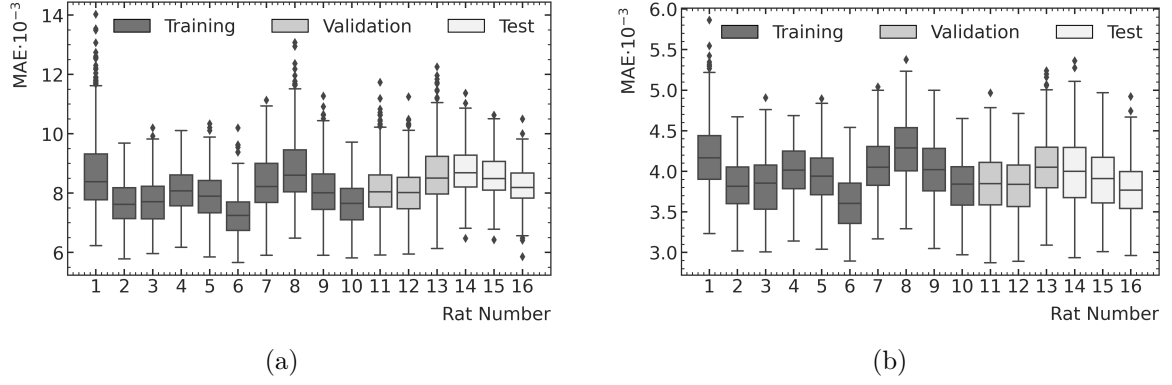 MAE·10⁻³
Training Validation Test
14
12
10
8
6
1 2 3 4 5 6 7 8 9 10 11 12 13 14 15 16
Rat Number
(a)
MAE·10⁻³
Training Validation Test
6.0
5.5
5.0
4.5
4.0
3.5
3.0
1 2 3 4 5 6 7 8 9 10 11 12 13 14 15 16
Rat Number
(b)